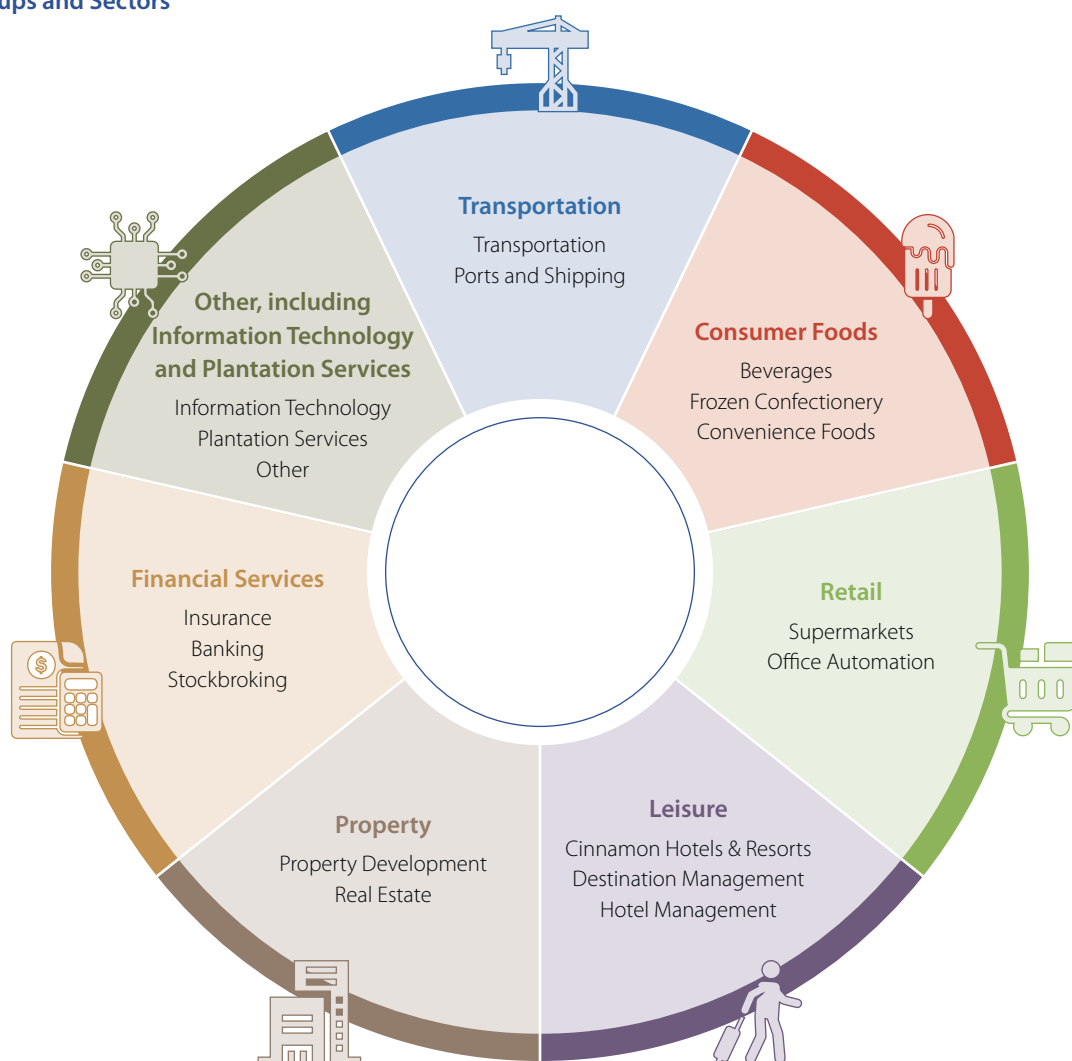 ups and Sectors
Transportation
Transportation
Ports and Shipping
Consumer Foods
Beverages
Frozen Confectionery
Convenience Foods
Retail
Supermarkets
Office Automation
Leisure
Cinnamon Hotels & Resorts
Destination Management
Hotel Management
Property
Property Development
Real Estate
Financial Services
Insurance
Banking
Stockbroking
$
Other, including
Information Technology
and Plantation Services
Information Technology
Plantation Services
Other